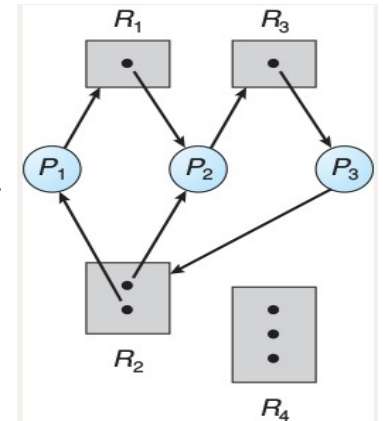 R₁ R₃
P₁ P₂ P₃
R₂
R₄